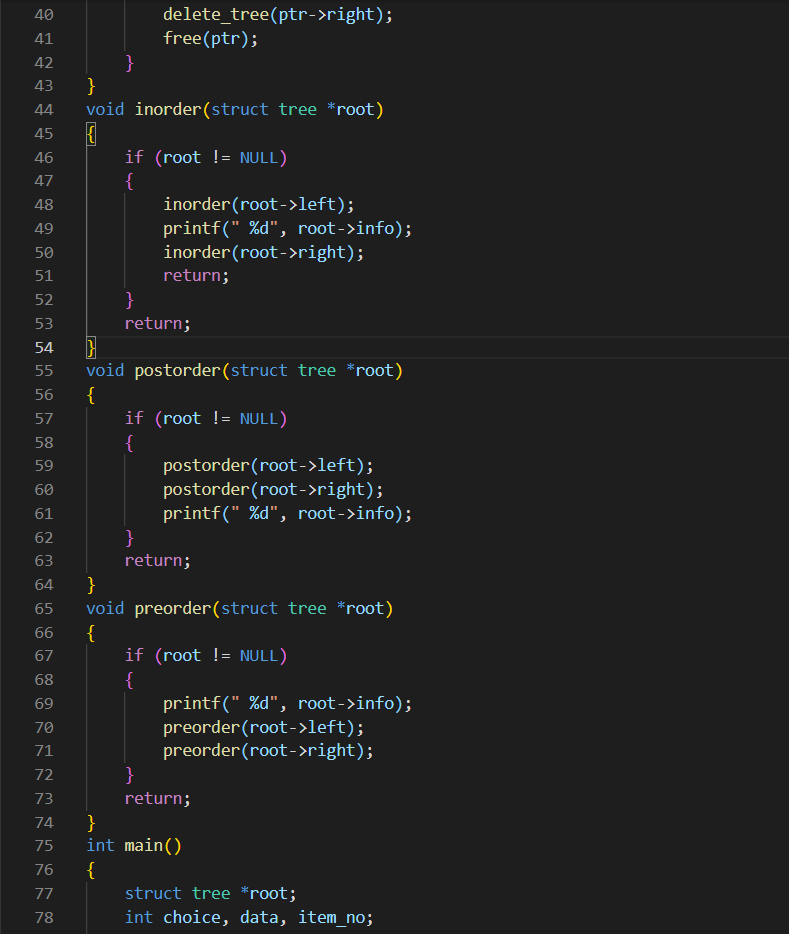 40 delete_tree(ptr->right);
41 free(ptr);
42 }
43 }
44 void inorder(struct tree *root)
45 {
46 if (root != NULL)
47 {
48 inorder(root->left);
49 printf(" %d", root->info);
50 inorder(root->right);
51 return;
52 }
53 return;
54 }
55 void postorder(struct tree *root)
56 {
57 if (root != NULL)
58 {
59 postorder(root->left);
60 postorder(root->right);
61 printf(" %d", root->info);
62 }
63 return;
64 }
65 void preorder(struct tree *root)
66 {
67 if (root != NULL)
68 {
69 printf(" %d", root->info);
70 preorder(root->left);
71 preorder(root->right);
72 }
73 return;
74 }
75 int main()
76 {
77 struct tree *root;
78 int choice, data, item_no;